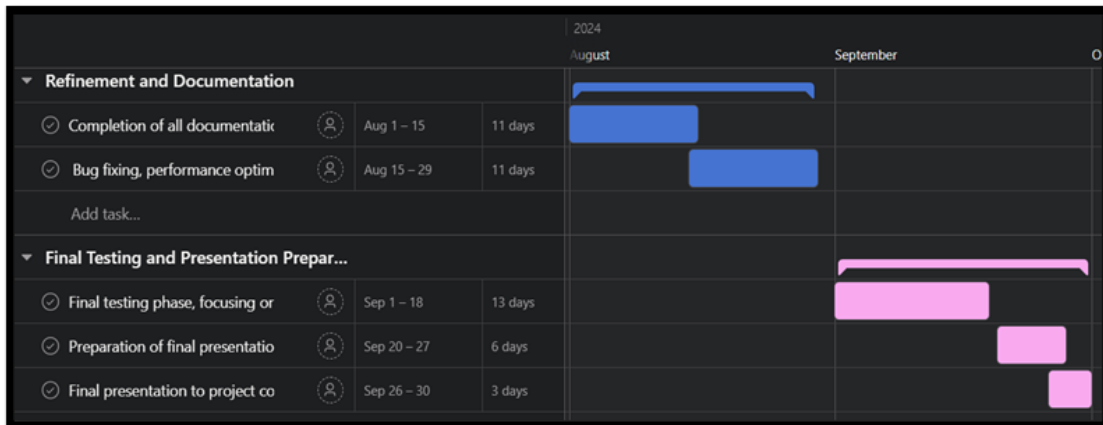 2024
August September O
Refinement and Documentation
Completion of all documentatic Aug 1 – 15 11 days
Bug fixing, performance optim Aug 15 – 29 11 days
Add task...
Final Testing and Presentation Prepar...
Final testing phase, focusing or Sep 1 – 18 13 days
Preparation of final presentatio Sep 20 – 27 6 days
Final presentation to project co Sep 26 – 30 3 days